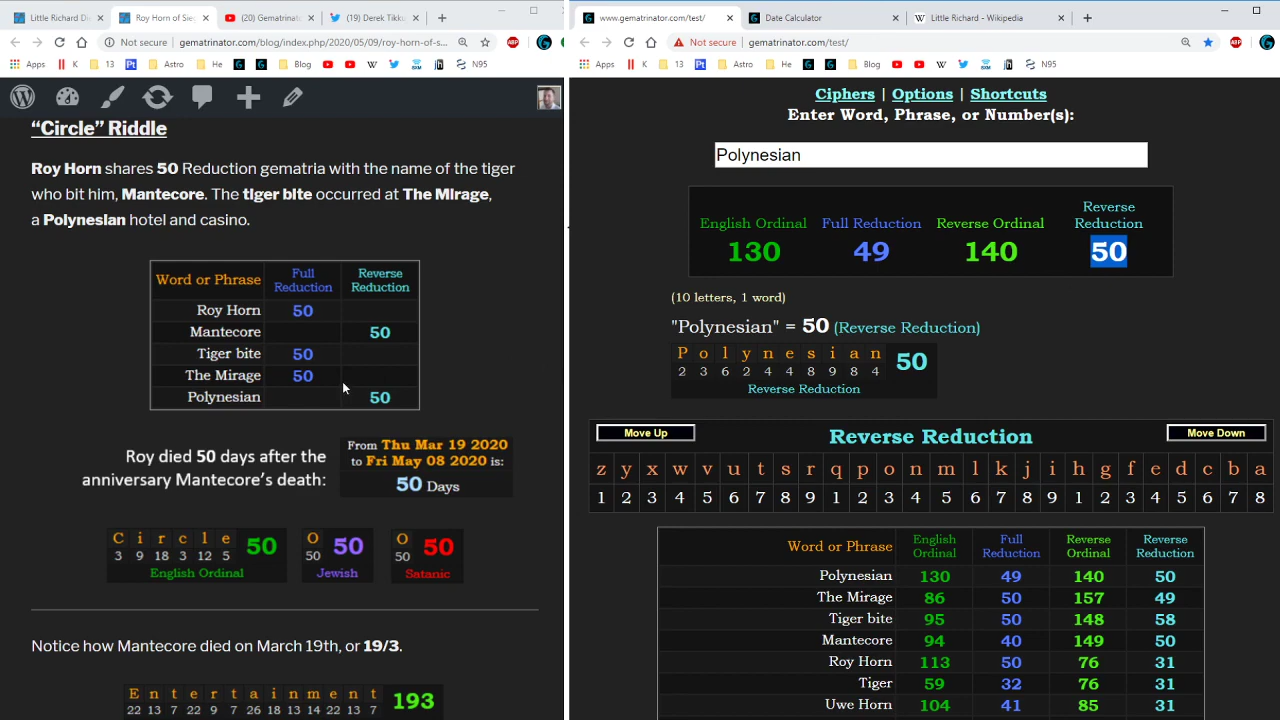 Little Richard Di
Roy Horn of Sie
(20) Gematrinat
(19) Derek Tikku
Not secure | gematrinator.com/blog/index.php/2020/05/09/roy-horn-of-s...
Apps K 13 Pt Astro He Blog N95
“Circle” Riddle
Roy Horn shares 50 Reduction gematria with the name of the tiger
who bit him, Mantecore. The tiger bite occurred at The Mirage,
a Polynesian hotel and casino.
Word or Phrase Full Reduction Reverse Reduction
Roy Horn 50
Mantecore 50
Tiger bite 50
The Mirage 50
Polynesian 50
Roy died 50 days after the
anniversary Mantecore's death:
From Thu Mar 19 2020
to Fri May 08 2020 is:
50 Days
C i r c l e 50
3 9 18 3 12 5
English Ordinal
O 50
50
Jewish
O 50
50
Satanic
Notice how Mantecore died on March 19th, or 19/3.
E n t e r t a i n m e n t 193
22 13 7 22 9 7 26 18 13 14 22 13 7
www.gematrinator.com/test/
Date Calculator
Little Richard - Wikipedia
Not secure | gematrinator.com/test/
Apps K 13 Pt Astro He Blog N95
Ciphers | Options | Shortcuts
Enter Word, Phrase, or Number(s):
Polynesian
English Ordinal Full Reduction Reverse Ordinal Reverse Reduction
130 49 140 50
(10 letters, 1 word)
"Polynesian" = 50 (Reverse Reduction)
P o l y n e s i a n 50
2 3 6 2 4 4 8 9 8 4
Reverse Reduction
Move Up
Reverse Reduction
Move Down
z y x w v u t s r q p o n m l k j i h g f e d c b a
1 2 3 4 5 6 7 8 9 1 2 3 4 5 6 7 8 9 1 2 3 4 5 6 7 8
Word or Phrase English Ordinal Full Reduction Reverse Ordinal Reverse Reduction
Polynesian 130 49 140 50
The Mirage 86 50 157 49
Tiger bite 95 50 148 58
Mantecore 94 40 149 50
Roy Horn 113 50 76 31
Tiger 59 32 76 31
Uwe Horn 104 41 85 31